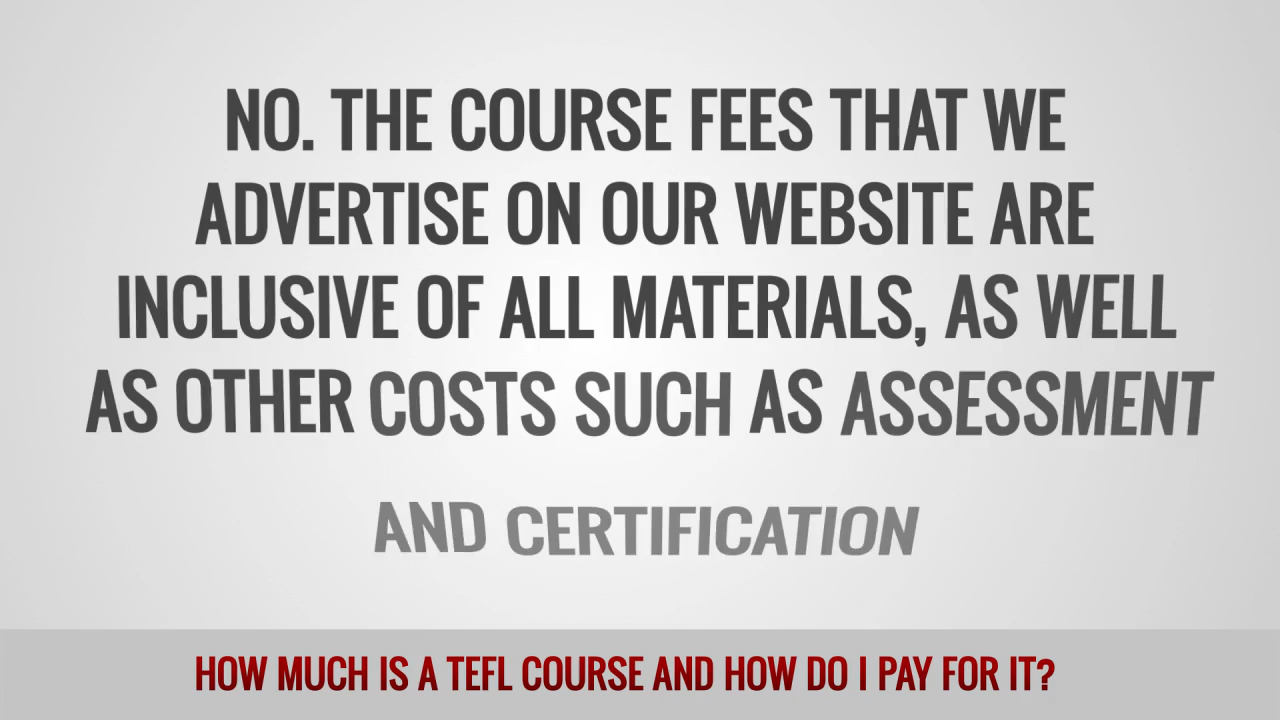 NO. THE COURSE FEES THAT WE
ADVERTISE ON OUR WEBSITE ARE
INCLUSIVE OF ALL MATERIALS, AS WELL
AS OTHER COSTS SUCH AS ASSESSMENT
AND CERTIFICATION
HOW MUCH IS A TEFL COURSE AND HOW DO I PAY FOR IT?